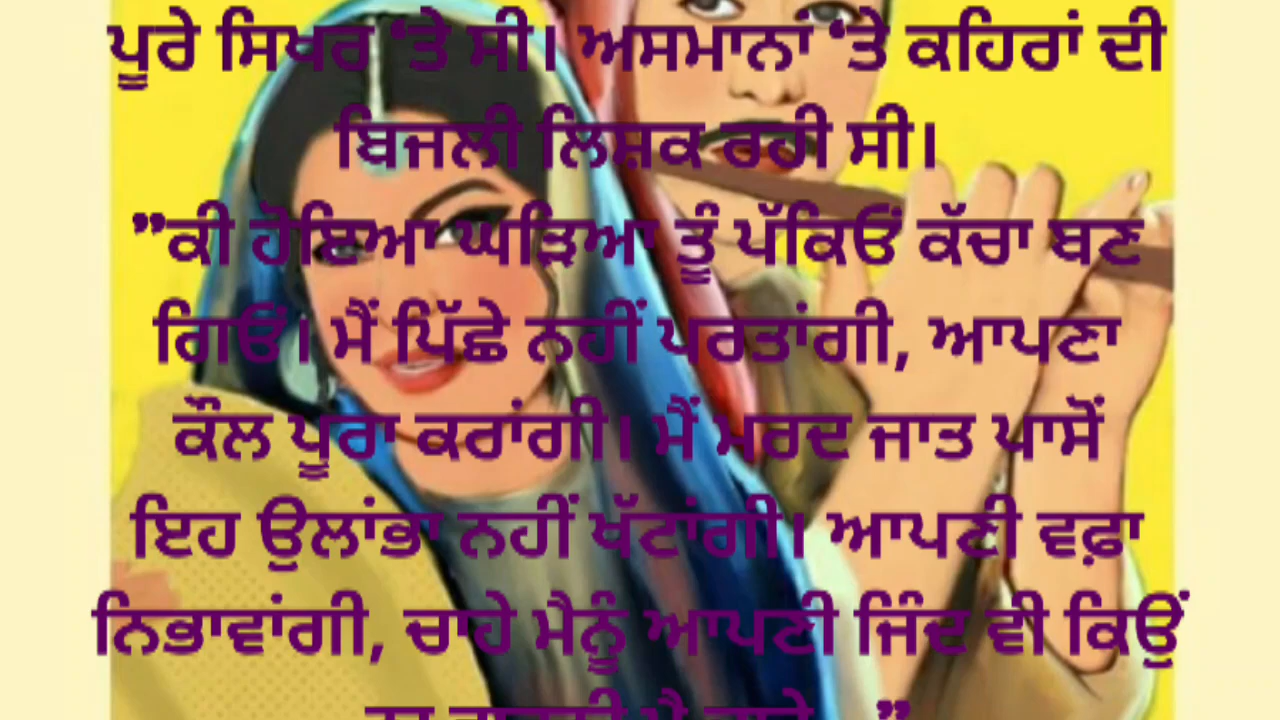 ਪੂਰੇ ਸਿਖਰ ‘ਤੇ ਸੀ। ਅਸਮਾਨਾਂ ‘ਤੇ ਕਹਿਰਾਂ ਦੀ
ਬਿਜਲੀ ਲਿਸ਼ਕ ਰਹੀ ਸੀ।
”ਕੀ ਹੋਇਆ ਘੜਿਆ ਤੂੰ ਪੱਕਿਓਂ ਕੱਚਾ ਬਣ
ਗਿਓਂ। ਮੈਂ ਪਿੱਛੇ ਨਹੀਂ ਪਰਤਾਂਗੀ, ਆਪਣਾ
ਕੌਲ ਪੂਰਾ ਕਰਾਂਗੀ। ਮੈਂ ਮਰਦ ਜਾਤ ਪਾਸੋਂ
ਇਹ ਉਲਾਂਭਾ ਨਹੀਂ ਖੱਟਾਂਗੀ। ਆਪਣੀ ਵਫ਼ਾ
ਨਿਭਾਵਾਂਗੀ, ਚਾਹੇ ਮੈਨੂੰ ਆਪਣੀ ਜਿੰਦ ਵੀ ਕਿਉਂ